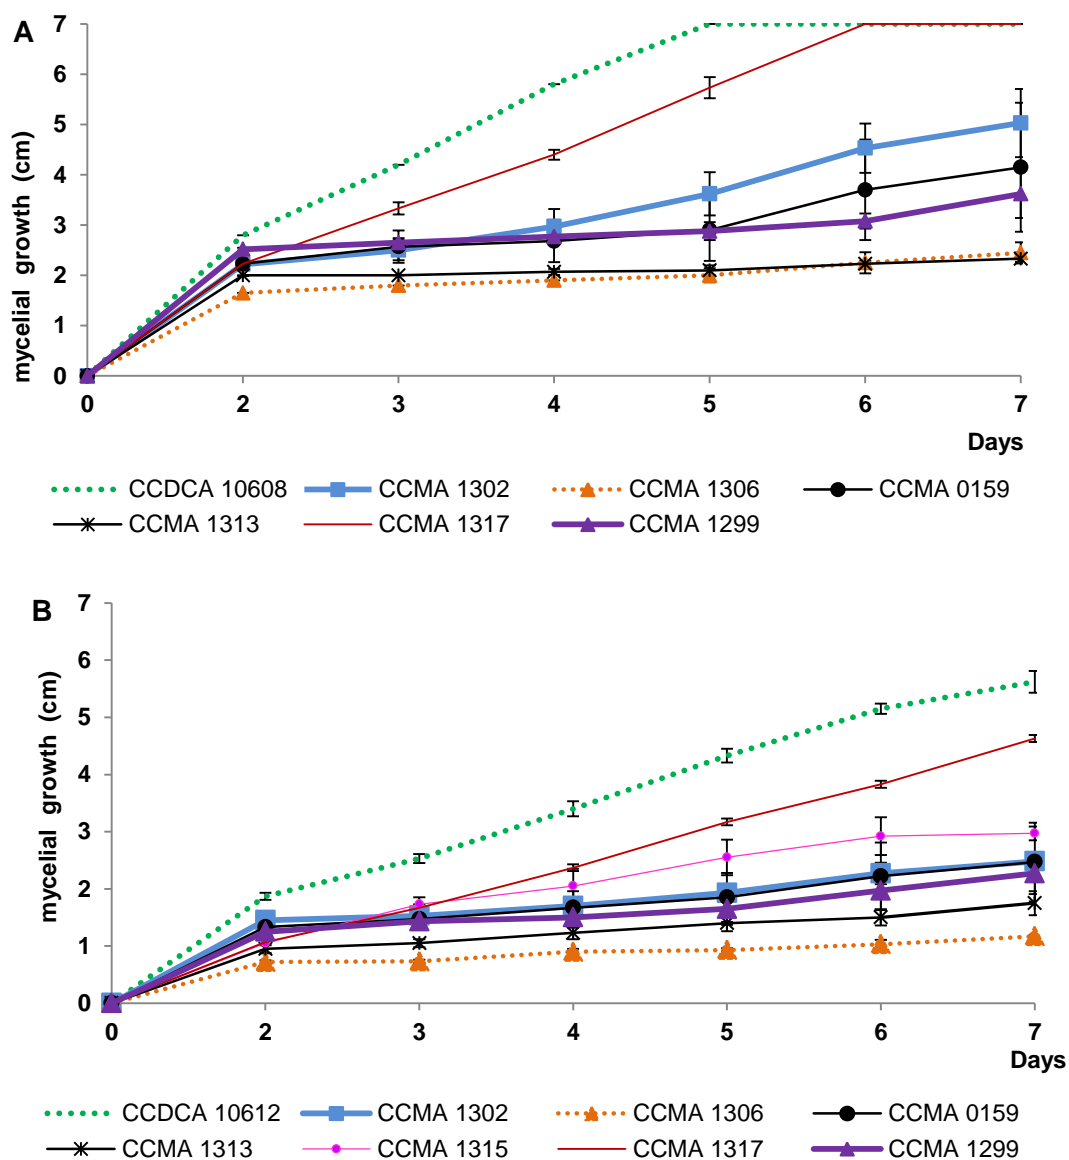 A
7
6
5
4
3
2
1
0
mycelial growth (cm)
0 2 3 4 5 6 7
Days
CCDCA 10608 CCMA 1302 CCMA 1306 CCMA 0159
CCMA 1313 CCMA 1317 CCMA 1299
B
7
6
5
4
3
2
1
0
mycelial growth (cm)
0 2 3 4 5 6 7
Days
CCDCA 10612 CCMA 1302 CCMA 1306 CCMA 0159
CCMA 1313 CCMA 1315 CCMA 1317 CCMA 1299